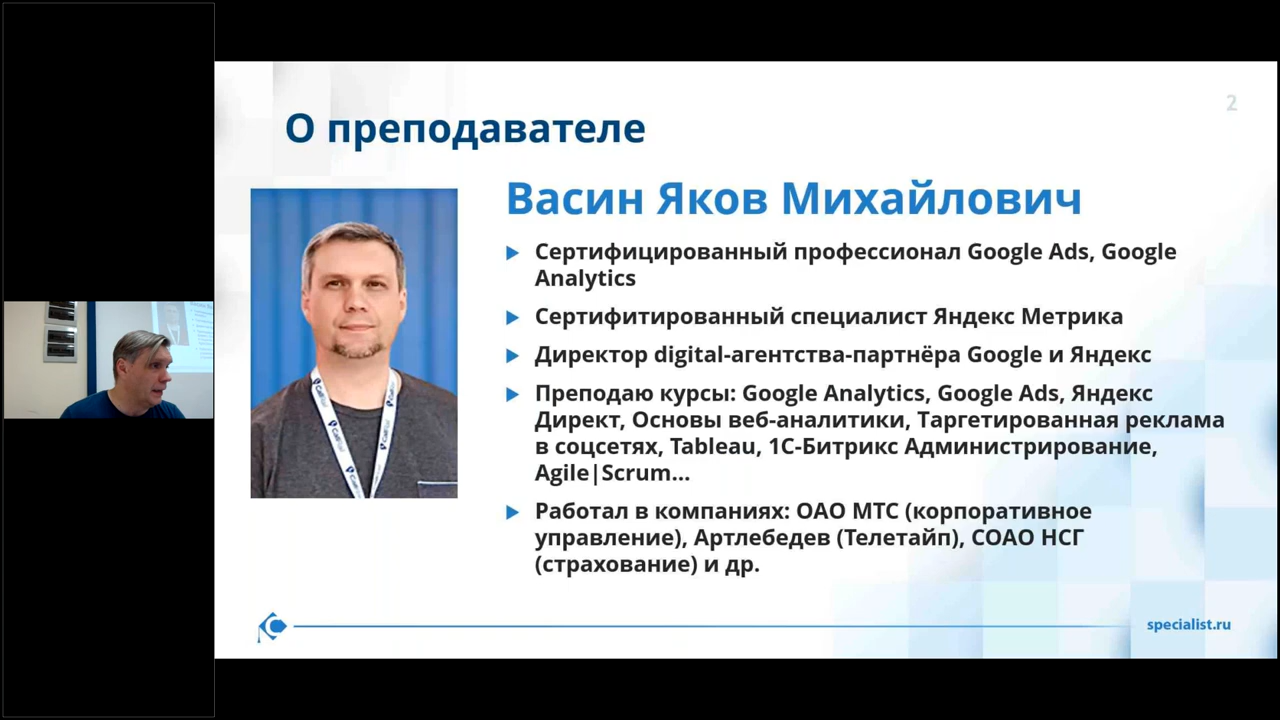 2
О преподавателе
Васин Яков Михайлович
Сертифицированный профессионал Google Ads, Google
Analytics
Сертифитированный специалист Яндекс Метрика
Директор digital-агентства-партнёра Google и Яндекс
Преподаю курсы: Google Analytics, Google Ads, Яндекс
Директ, Основы веб-аналитики, Таргетированная реклама
в соцсетях, Tableau, 1С-Битрикс Администрирование,
Agile|Scrum...
Работал в компаниях: ОАО МТС (корпоративное
управление), Артлебедев (Телетайп), СОАО НСГ
(страхование) и др.
specialist.ru